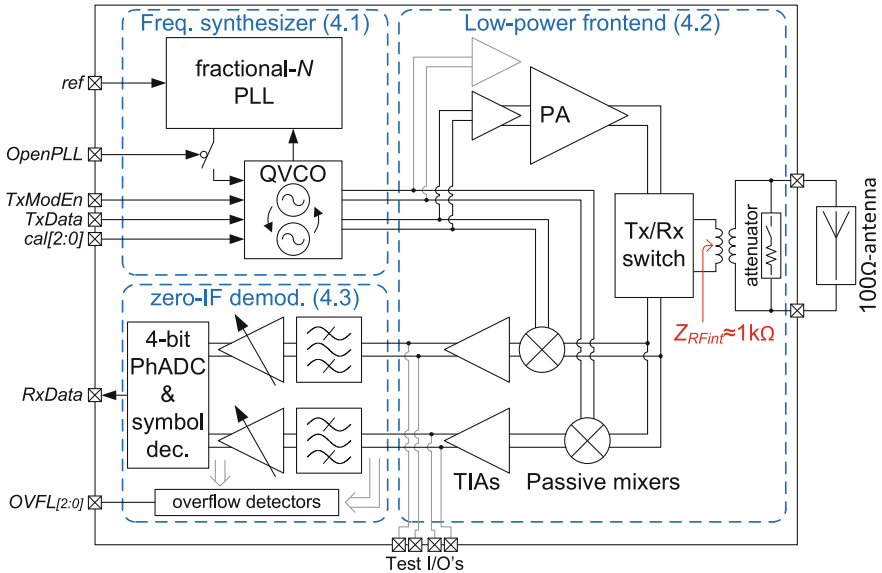 Freq. synthesizer (4.1)
Low-power frontend (4.2)
fractional-N
PLL
ref
OpenPLL
TxModEn
TxData
cal[2:0]
QVCO
PA
Tx/Rx
switch
attenuator
100Ω-antenna
Z_RFint≈1kΩ
zero-IF demod. (4.3)
4-bit
PhADC
&
symbol
dec.
RxData
TIAs
Passive mixers
OVFL[2:0]
overflow detectors
Test I/O's